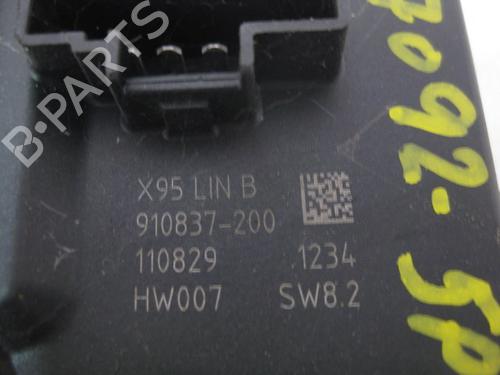 B-PARTS
X95 LIN B
910837-200
110829 1234
HW007 SW8.2